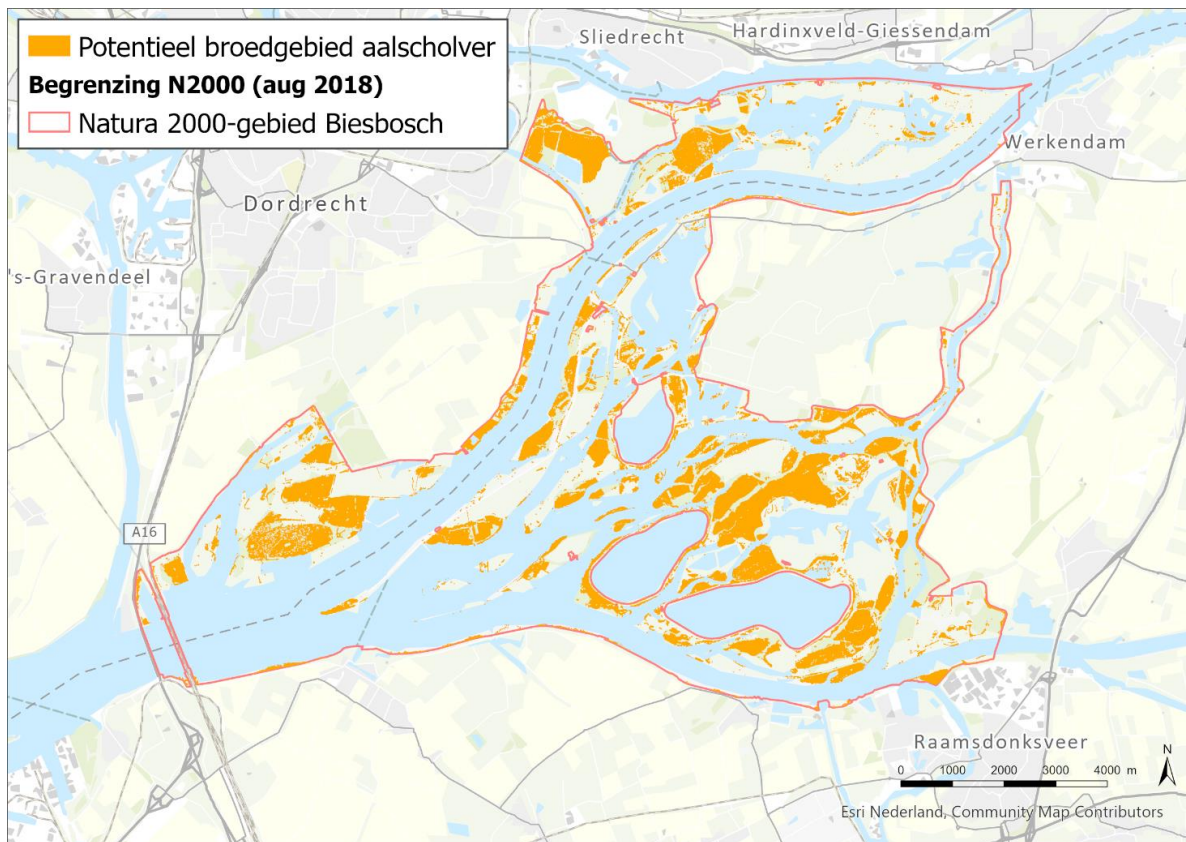 Potentieel broedgebied aalscholver
Begrenzing N2000 (aug 2018)
Natura 2000-gebied Biesbosch
Sliedrecht
Hardinxveld-Giessendam
Werkendam
Dordrecht
's-Gravendeel
A16
Raamsdonksveer
N
0 1000 2000 3000 4000 m
Esri Nederland, Community Map Contributors